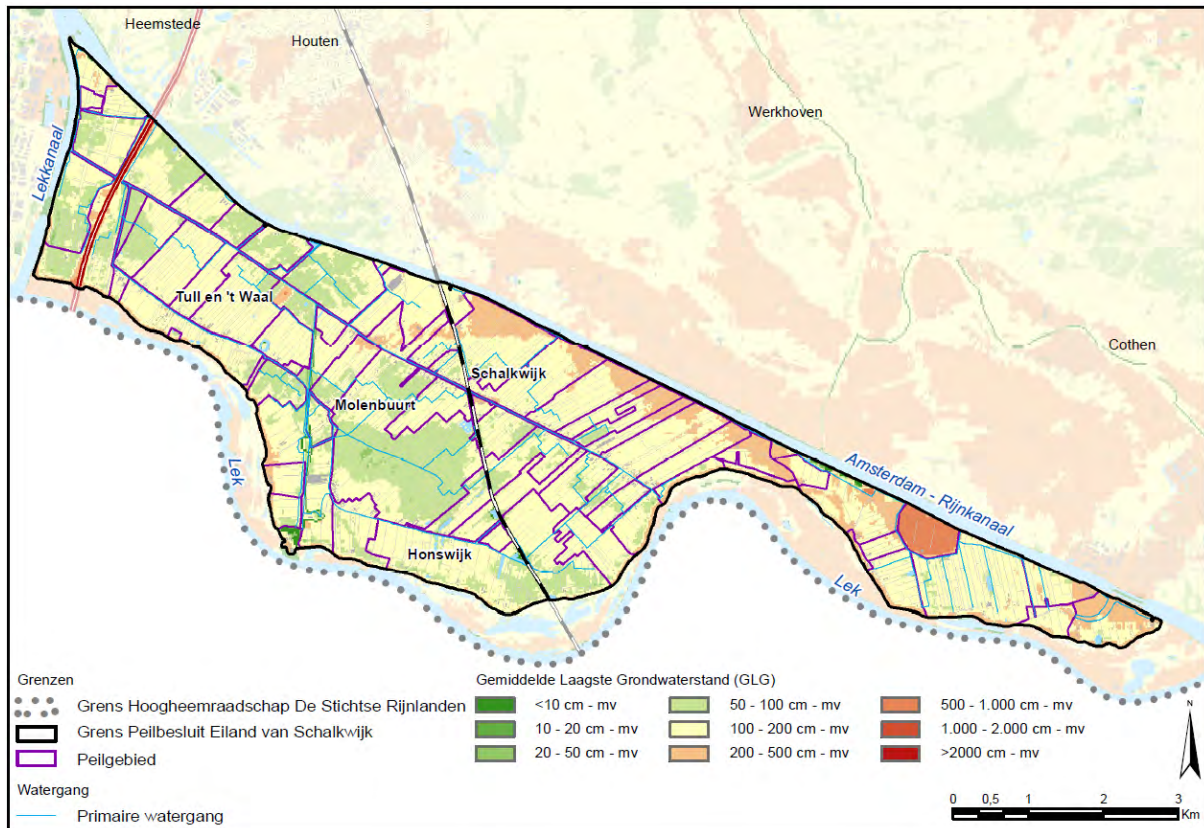 Heemstede
Houten
Werkhoven
Lekkanaal
Cothen
Tull en 't Waal
Schalkwijk
Molenbuurt
Amsterdam - Rijnkanaal
Lek
Honswijk
Lek
Grenzen
Grens Hoogheemraadschap De Stichtse Rijnlanden
Grens Peilbesluit Eiland van Schalkwijk
Peilgebied
Watergang
Primaire watergang
Gemiddelde Laagste Grondwaterstand (GLG)
<10 cm - mv
10 - 20 cm - mv
20 - 50 cm - mv
50 - 100 cm - mv
100 - 200 cm - mv
200 - 500 cm - mv
500 - 1.000 cm - mv
1.000 - 2.000 cm - mv
>2000 cm - mv
N
0 0,5 1 2 3
Km